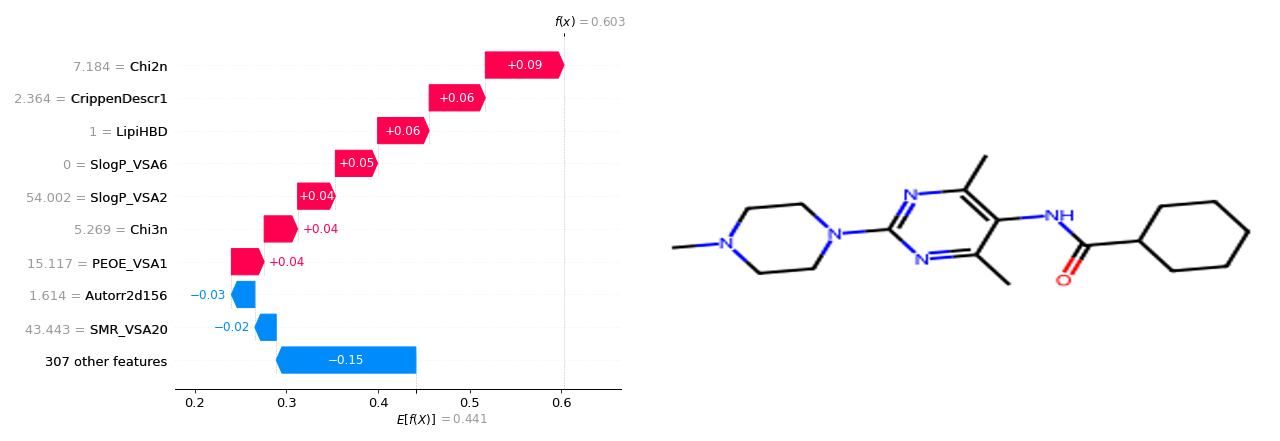 f(x) = 0.603
7.184 = Chi2n
+0.09
2.364 = CrippenDescr1
+0.06
1 = LipiHBD
+0.06
0 = SlogP_VSA6
+0.05
54.002 = SlogP_VSA2
+0.04
5.269 = Chi3n
+0.04
15.117 = PEOE_VSA1
+0.04
1.614 = Autorr2d156
−0.03
43.443 = SMR_VSA20
−0.02
307 other features
−0.15
0.2 0.3 0.4 0.5 0.6
E[f(X)] = 0.441
N
N
N
N
NH
O